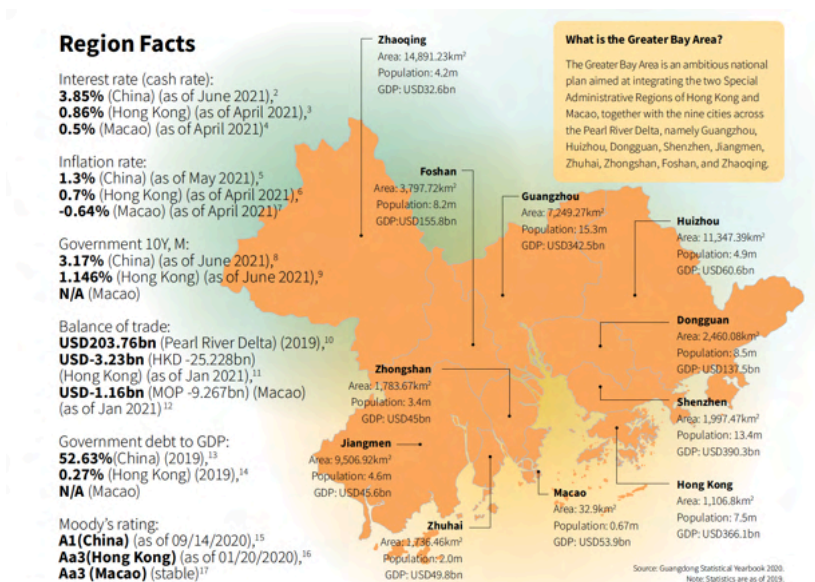 Region Facts
Interest rate (cash rate):
3.85% (China) (as of June 2021),2
0.86% (Hong Kong) (as of April 2021),3
0.5% (Macao) (as of April 2021)4
Inflation rate:
1.3% (China) (as of May 2021),5
0.7% (Hong Kong) (as of April 2021),6
-0.64% (Macao) (as of April 2021)7
Government 10Y, M:
3.17% (China) (as of June 2021),8
1.146% (Hong Kong) (as of June 2021),9
N/A (Macao)
Balance of trade:
USD203.76bn (Pearl River Delta) (2019),10
USD-3.23bn (HKD -25.228bn)
(Hong Kong) (as of Jan 2021),11
USD-1.16bn (MOP -9.267bn) (Macao)
(as of Jan 2021)12
Government debt to GDP:
52.63%(China) (2019),13
0.27% (Hong Kong) (2019),14
N/A (Macao)
Moody's rating:
A1(China) (as of 09/14/2020),15
Aa3(Hong Kong) (as of 01/20/2020),16
Aa3 (Macao) (stable)17
Zhaoqing
Area: 14,891.23km²
Population: 4.2m
GDP: USD32.6bn
What is the Greater Bay Area?
The Greater Bay Area is an ambitious national
plan aimed at integrating the two Special
Administrative Regions of Hong Kong and
Macao, together with the nine cities across
the Pearl River Delta, namely Guangzhou,
Huizhou, Dongguan, Shenzhen, Jiangmen,
Zhuhai, Zhongshan, Foshan, and Zhaoqing.
Foshan
Area: 3,797.72km²
Population: 8.2m
GDP:USD155.8bn
Guangzhou
Area: 7,249.27km²
Population: 15.3m
GDP: USD342.5bn
Huizhou
Area: 11,347.39km²
Population: 4.9m
GDP: USD60.6bn
Dongguan
Area: 2,460.08km²
Population: 8.5m
GDP:USD137.5bn
Zhongshan
Area: 1,783.67km²
Population: 3.4m
GDP: USD45bn
Shenzhen
Area: 1,997.47km²
Population: 13.4m
GDP: USD390.3bn
Jiangmen
Area: 9,506.92km²
Population: 4.6m
GDP: USD45.6bn
Hong Kong
Area: 1,106.8km²
Population: 7.5m
GDP: USD366.1bn
Macao
Area: 32.9km²
Population: 0.67m
GDP: USD53.9bn
Zhuhai
Area: 1,736.46km²
Population: 2.0m
GDP: USD49.8bn
Source: Guangdong Statistical Yearbook 2020.
Note: Statistics are as of 2019.